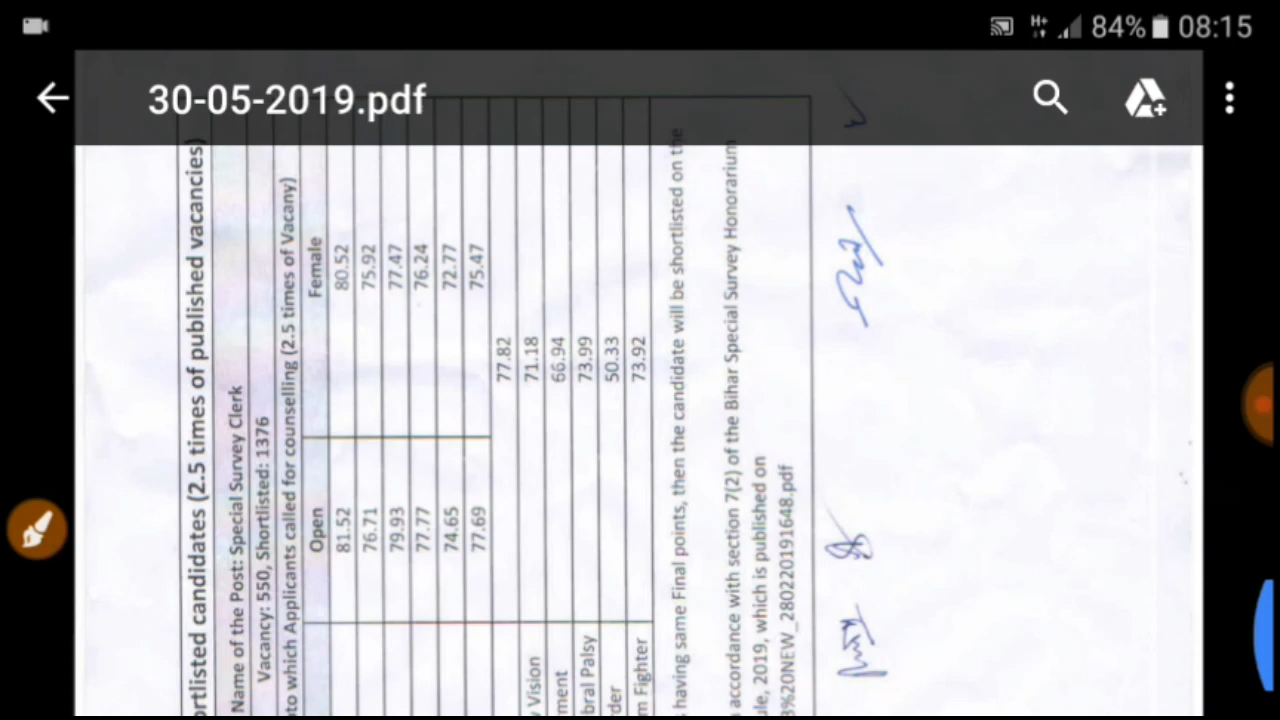 84% 08:15
30-05-2019.pdf
rtlisted candidates (2.5 times of published vacancies)
Name of the Post: Special Survey Clerk
Vacancy: 550, Shortlisted: 1376
to which Applicants called for counselling (2.5 times of Vacany)
Open Female
81.52 80.52
76.71 75.92
79.93 77.47
77.77 76.24
74.65 72.77
77.69 75.47
77.82
Vision 71.18
ment 66.94
bral Palsy 73.99
der 50.33
m Fighter 73.92
having same Final points, then the candidate will be shortlisted on the
accordance with section 7(2) of the Bihar Special Survey Honorarium
ule, 2019, which is published on
%20NEW_280220191648.pdf